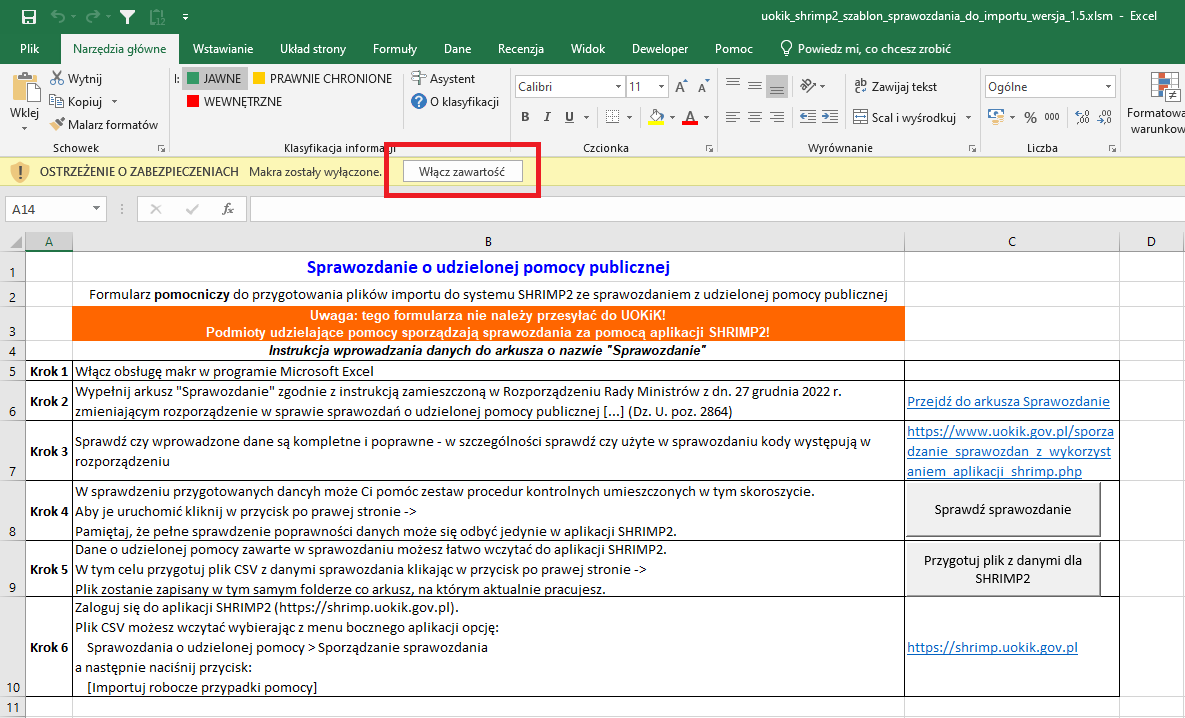 uokik_shrimp2_szablon_sprawozdania_do_importu_wersja_1.5.xlsm - Excel
Plik Narzędzia główne Wstawianie Układ strony Formuły Dane Recenzja Widok Deweloper Pomoc Powiedz mi, co chcesz zrobić
Wklej
Wytnij
Kopiuj
Malarz formatów
Schowek
I: JAWNE PRAWNIE CHRONIONE
WEWNĘTRZNE
Asystent
O klasyfikacji
Klasyfikacja informacji
Calibri 11
B I U
Czcionka
Zawijaj tekst
Scal i wyśrodkuj
Wyrównanie
Ogólne
% 000
Liczba
Formatowa
warunkow
OSTRZEŻENIE O ZABEZPIECZENIACH Makra zostały wyłączone. Włącz zawartość
A14 fx
A B C D
1 Sprawozdanie o udzielonej pomocy publicznej
2 Formularz pomocniczy do przygotowania plików importu do systemu SHRIMP2 ze sprawozdaniem z udzielonej pomocy publicznej
Uwaga: tego formularza nie należy przesyłać do UOKiK!
3 Podmioty udzielające pomocy sporządzają sprawozdania za pomocą aplikacji SHRIMP2!
4 Instrukcja wprowadzania danych do arkusza o nazwie "Sprawozdanie"
5 Krok 1 Włącz obsługę makr w programie Microsoft Excel
6 Krok 2 Wypełnij arkusz "Sprawozdanie" zgodnie z instrukcją zamieszczoną w Rozporządzeniu Rady Ministrów z dn. 27 grudnia 2022 r.
zmieniającym rozporządzenie w sprawie sprawozdań o udzielonej pomocy publicznej [...] (Dz. U. poz. 2864)
Przejdź do arkusza Sprawozdanie
7 Krok 3 Sprawdź czy wprowadzone dane są kompletne i poprawne - w szczególności sprawdź czy użyte w sprawozdaniu kody występują w
rozporządzeniu
https://www.uokik.gov.pl/sporza
dzanie_sprawozdan_z_wykorzyst
aniem_aplikacji_shrimp.php
8 Krok 4 W sprawdzeniu przygotowanych dancyh może Ci pomóc zestaw procedur kontrolnych umieszczonych w tym skoroszycie.
Aby je uruchomić kliknij w przycisk po prawej stronie ->
Pamiętaj, że pełne sprawdzenie poprawności danych może się odbyć jedynie w aplikacji SHRIMP2.
Sprawdź sprawozdanie
9 Krok 5 Dane o udzielonej pomocy zawarte w sprawozdaniu możesz łatwo wczytać do aplikacji SHRIMP2.
W tym celu przygotuj plik CSV z danymi sprawozdania klikając w przycisk po prawej stronie ->
Plik zostanie zapisany w tym samym folderze co arkusz, na którym aktualnie pracujesz.
Przygotuj plik z danymi dla
SHRIMP2
10 Krok 6 Zaloguj się do aplikacji SHRIMP2 (https://shrimp.uokik.gov.pl).
Plik CSV możesz wczytać wybierając z menu bocznego aplikacji opcję:
Sprawozdania o udzielonej pomocy > Sporządzanie sprawozdania
a następnie naciśnij przycisk:
[Importuj robocze przypadki pomocy]
https://shrimp.uokik.gov.pl
11